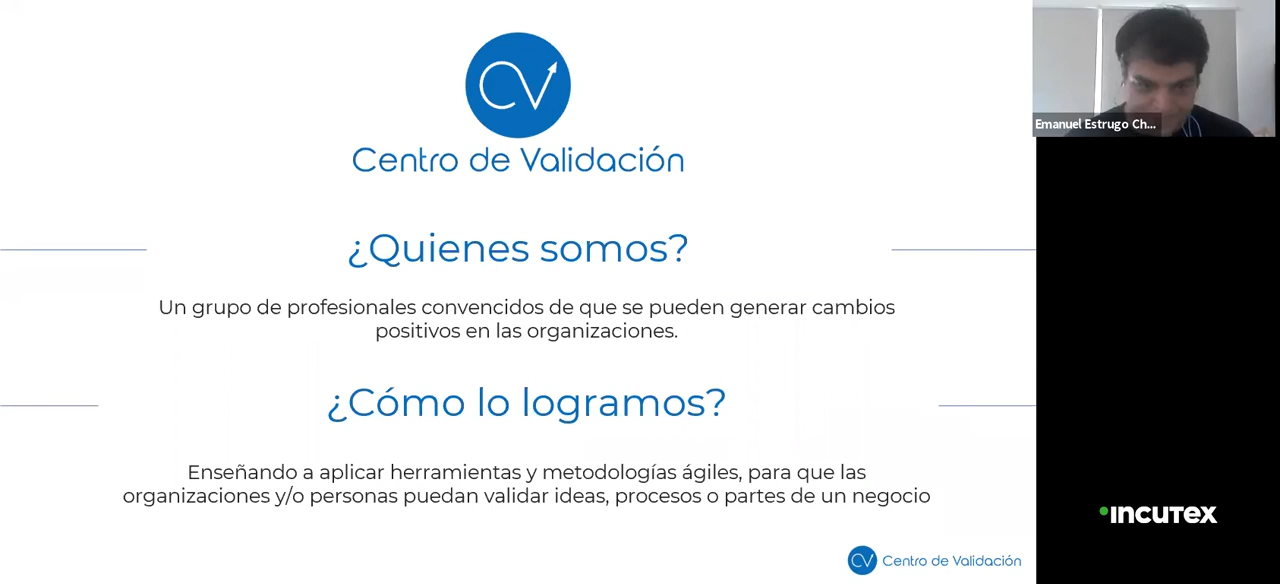 CV
Centro de Validación
¿Quienes somos?
Un grupo de profesionales convencidos de que se pueden generar cambios
positivos en las organizaciones.
¿Cómo lo logramos?
Enseñando a aplicar herramientas y metodologías ágiles, para que las
organizaciones y/o personas puedan validar ideas, procesos o partes de un negocio
CV Centro de Validación
Emanuel Estrugo Ch...
INCUTEX